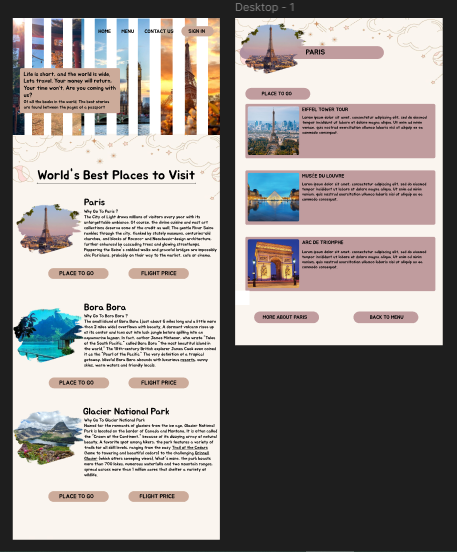 Desktop - 1
HOME MENU CONTACT US SIGN IN
Life is short, and the world is wide.
Lets travel. Your money will return.
Your time won't. Are you coming with
us?
Of all the books in the world. The best stories
are found between the pages of a passport
World's Best Places to Visit
Paris
Why Go To Paris ?
The City of Light draws millions of visitors every year with its
unforgettable ambiance. Of course, the divine cuisine and vast art
collections deserve some of the credit as well. The gentle River Seine
rambles through the city, flanked by stately museums, centuries-old
churches, and blocks of Rococo- and Neoclassic-design architecture,
further enhanced by cascading trees and glowing streetlamps.
Peppering the Seine's cobbled walks and graceful bridges are impossibly
chic Parisians, probably on their way to the market, cafe or cinema.
PLACE TO GO FLIGHT PRICE
Bora Bora
Why Go To Bora Bora ?
The small island of Bora Bora (just about 6 miles long and a little more
than 2 miles wide) overflows with beauty. A dormant volcano rises up
at its center and fans out into lush jungle before spilling into an
aquamarine lagoon. In fact, author James Michener, who wrote "Tales
of the South Pacific," called Bora Bora "the most beautiful island in
the world." The 18th-century British explorer James Cook even coined
it as the "Pearl of the Pacific." The very definition of a tropical
getaway, blissful Bora Bora abounds with luxurious resorts, sunny
skies, warm waters and friendly locals.
PLACE TO GO FLIGHT PRICE
Glacier National Park
Why Go To Glacier National Park
Named for the remnants of glaciers from the ice age, Glacier National
Park is located on the border of Canada and Montana. It is often called
the "Crown of the Continent," because of its dizzying array of natural
beauty. A favorite spot among hikers, the park features a variety of
trails for all abilities, ranging from the easy Trail of the Cedars
(home to towering and beautiful cedars) to the challenging Grinnell
Glacier (which offers sweeping views). What's more, the park boasts
more than 700 lakes, numerous waterfalls and two mountain ranges,
spread across more than 1 million acres that shelter a variety of
wildlife.
PLACE TO GO FLIGHT PRICE
PARIS
PLACE TO GO
EIFFEL TOWER TOUR
Lorem ipsum dolor sit amet, consectetur adipiscing elit, sed do eiusmod
tempor incididunt ut labore et dolore magna aliqua. Ut enim ad minim
veniam, quis nostrud exercitation ullamco laboris nisi ut aliquip ex ea
commodo consequat.
MUSÉE DU LOUVRE
Lorem ipsum dolor sit amet, consectetur adipiscing elit, sed do eiusmod
tempor incididunt ut labore et dolore magna aliqua. Ut enim ad minim
veniam, quis nostrud exercitation ullamco laboris nisi ut aliquip ex ea
commodo consequat.
ARC DE TRIOMPHE
Lorem ipsum dolor sit amet, consectetur adipiscing elit, sed do eiusmod
tempor incididunt ut labore et dolore magna aliqua. Ut enim ad minim
veniam, quis nostrud exercitation ullamco laboris nisi ut aliquip ex ea
commodo consequat.
MORE ABOUT PARIS BACK TO MENU